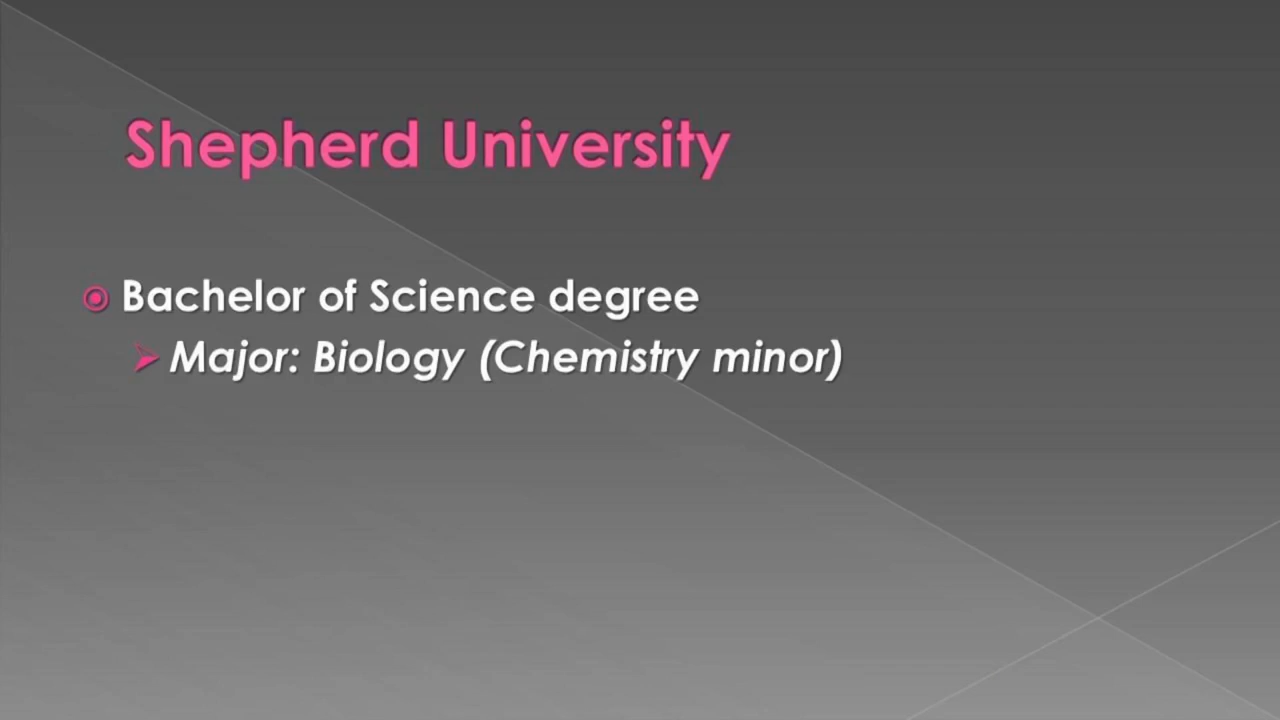 Shepherd University
Bachelor of Science degree
Major: Biology (Chemistry minor)